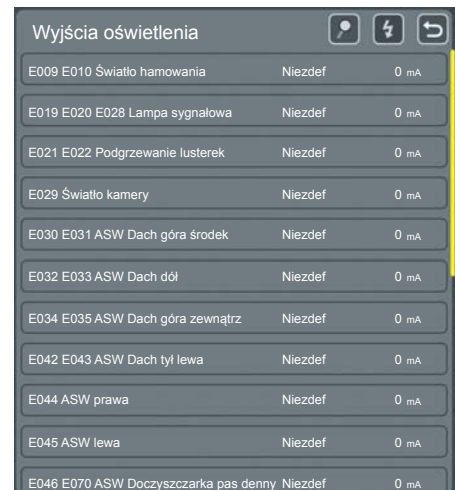 Wyjścia oświetlenia
E009 E010 Światło hamowania Niezdef 0 mA
E019 E020 E028 Lampa sygnałowa Niezdef 0 mA
E021 E022 Podgrzewanie lusterek Niezdef 0 mA
E029 Światło kamery Niezdef 0 mA
E030 E031 ASW Dach góra środek Niezdef 0 mA
E032 E033 ASW Dach dół Niezdef 0 mA
E034 E035 ASW Dach góra zewnątrz Niezdef 0 mA
E042 E043 ASW Dach tył lewa Niezdef 0 mA
E044 ASW prawa Niezdef 0 mA
E045 ASW lewa Niezdef 0 mA
E046 E070 ASW Doczyszczarka pas denny Niezdef 0 mA